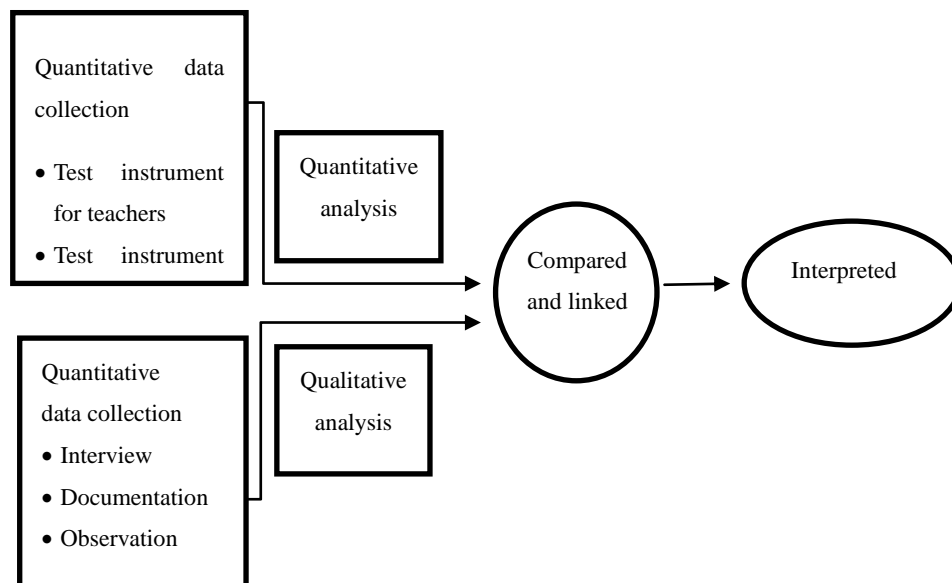 Quantitative data
collection
• Test instrument
for teachers
• Test instrument
Quantitative
analysis
Compared
and linked
Interpreted
Quantitative
data collection
• Interview
• Documentation
• Observation
Qualitative
analysis